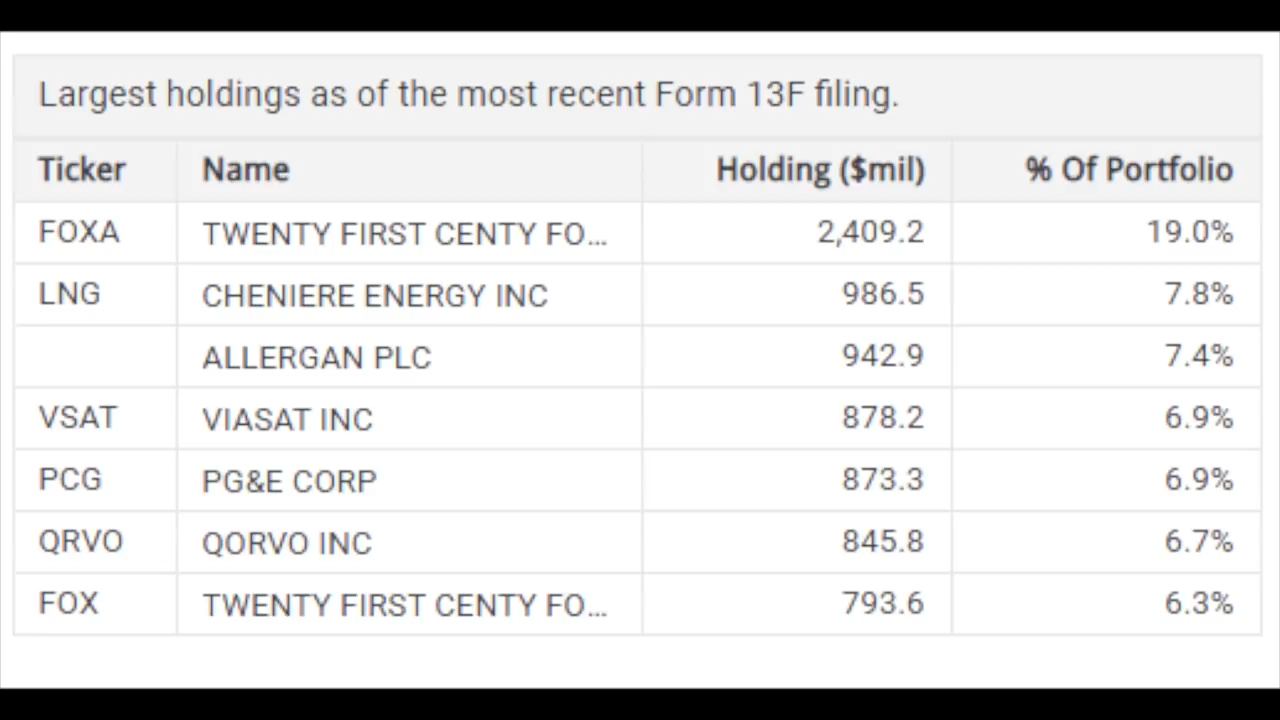 Largest holdings as of the most recent Form 13F filing.
Ticker Name Holding ($mil) % Of Portfolio
FOXA TWENTY FIRST CENTY FO... 2,409.2 19.0%
LNG CHENIERE ENERGY INC 986.5 7.8%
ALLERGAN PLC 942.9 7.4%
VSAT VIASAT INC 878.2 6.9%
PCG PG&E CORP 873.3 6.9%
QRVO QORVO INC 845.8 6.7%
FOX TWENTY FIRST CENTY FO... 793.6 6.3%